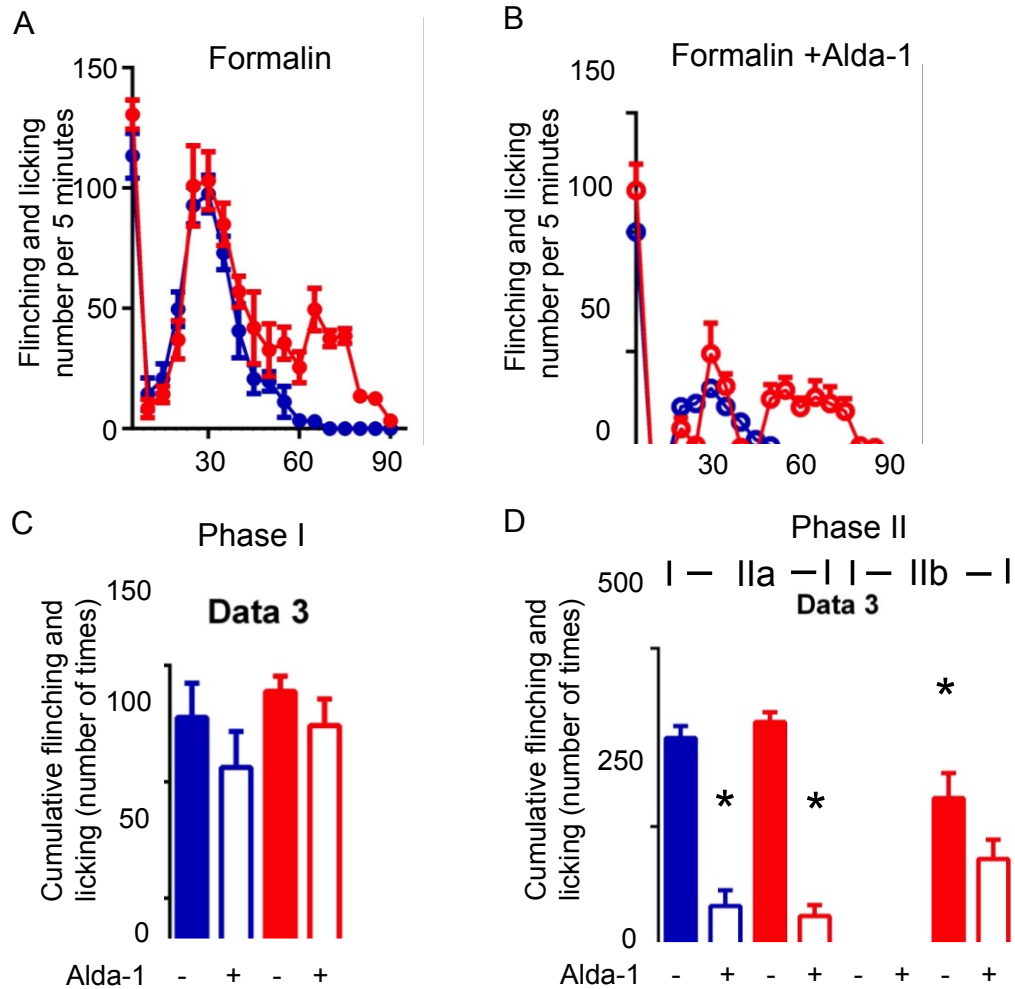 A
Formalin
Flinching and licking
number per 5 minutes
150
100
50
0
30 60 90
B
Formalin +Alda-1
Flinching and licking
number per 5 minutes
150
100
50
0
30 60 90
C
Phase I
Data 3
Cumulative flinching and
licking (number of times)
150
100
50
0
Alda-1 - + - +
D
Phase II
I — IIa — I I — IIb — I
Data 3
Cumulative flinching and
licking (number of times)
500
250
0
*
* *
Alda-1 - + - + - + - +